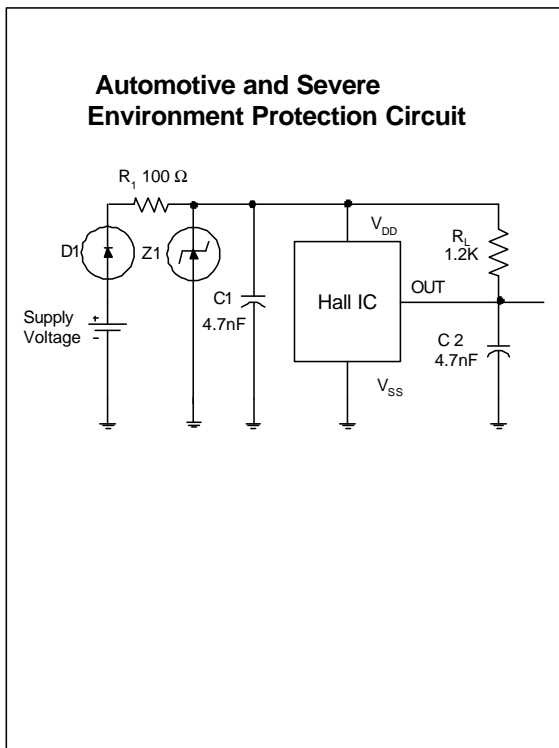 Automotive and Severe
Environment Protection Circuit
R1 100 Ω
D1
Z1
VDD
RL
1.2K
OUT
Hall IC
C1
4.7nF
Supply
Voltage
+
-
C 2
4.7nF
VSS